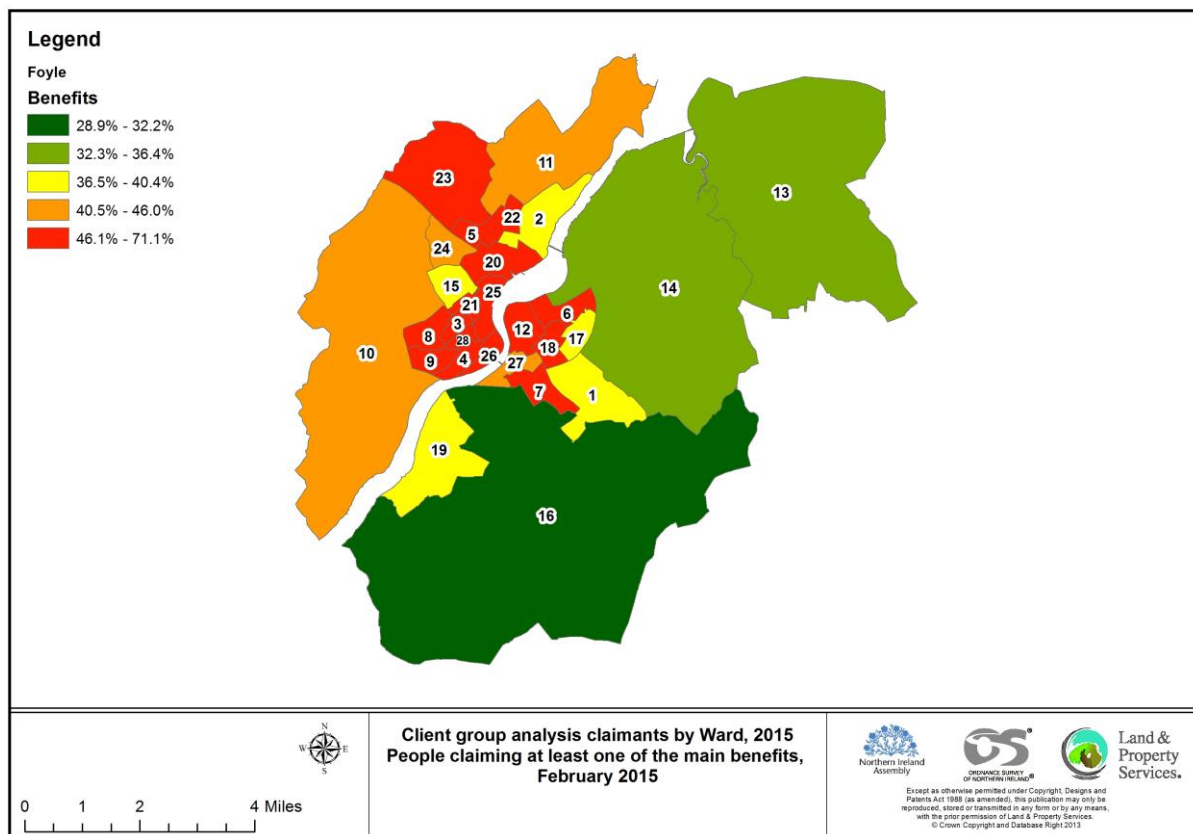 Legend
Foyle
Benefits
28.9% - 32.2%
32.3% - 36.4%
36.5% - 40.4%
40.5% - 46.0%
46.1% - 71.1%
11
13
23
22
2
5
24
20
15
25
14
21
6
3
12
8
17
28
18
26
10
9
4
27
7
1
19
16
N
W
E
S
0 1 2 4 Miles
Client group analysis claimants by Ward, 2015
People claiming at least one of the main benefits,
February 2015
Northern Ireland
Assembly
OS®
ORDNANCE SURVEY
OF NORTHERN IRELAND®
Land &
Property
Services.
Except as otherwise permitted under Copyright, Designs and
Patents Act 1988 (as amended), this publication may only be
reproduced, stored or transmitted in any form or by any means,
with the prior permission of Land & Property Services.
© Crown Copyright and Database Right 2013